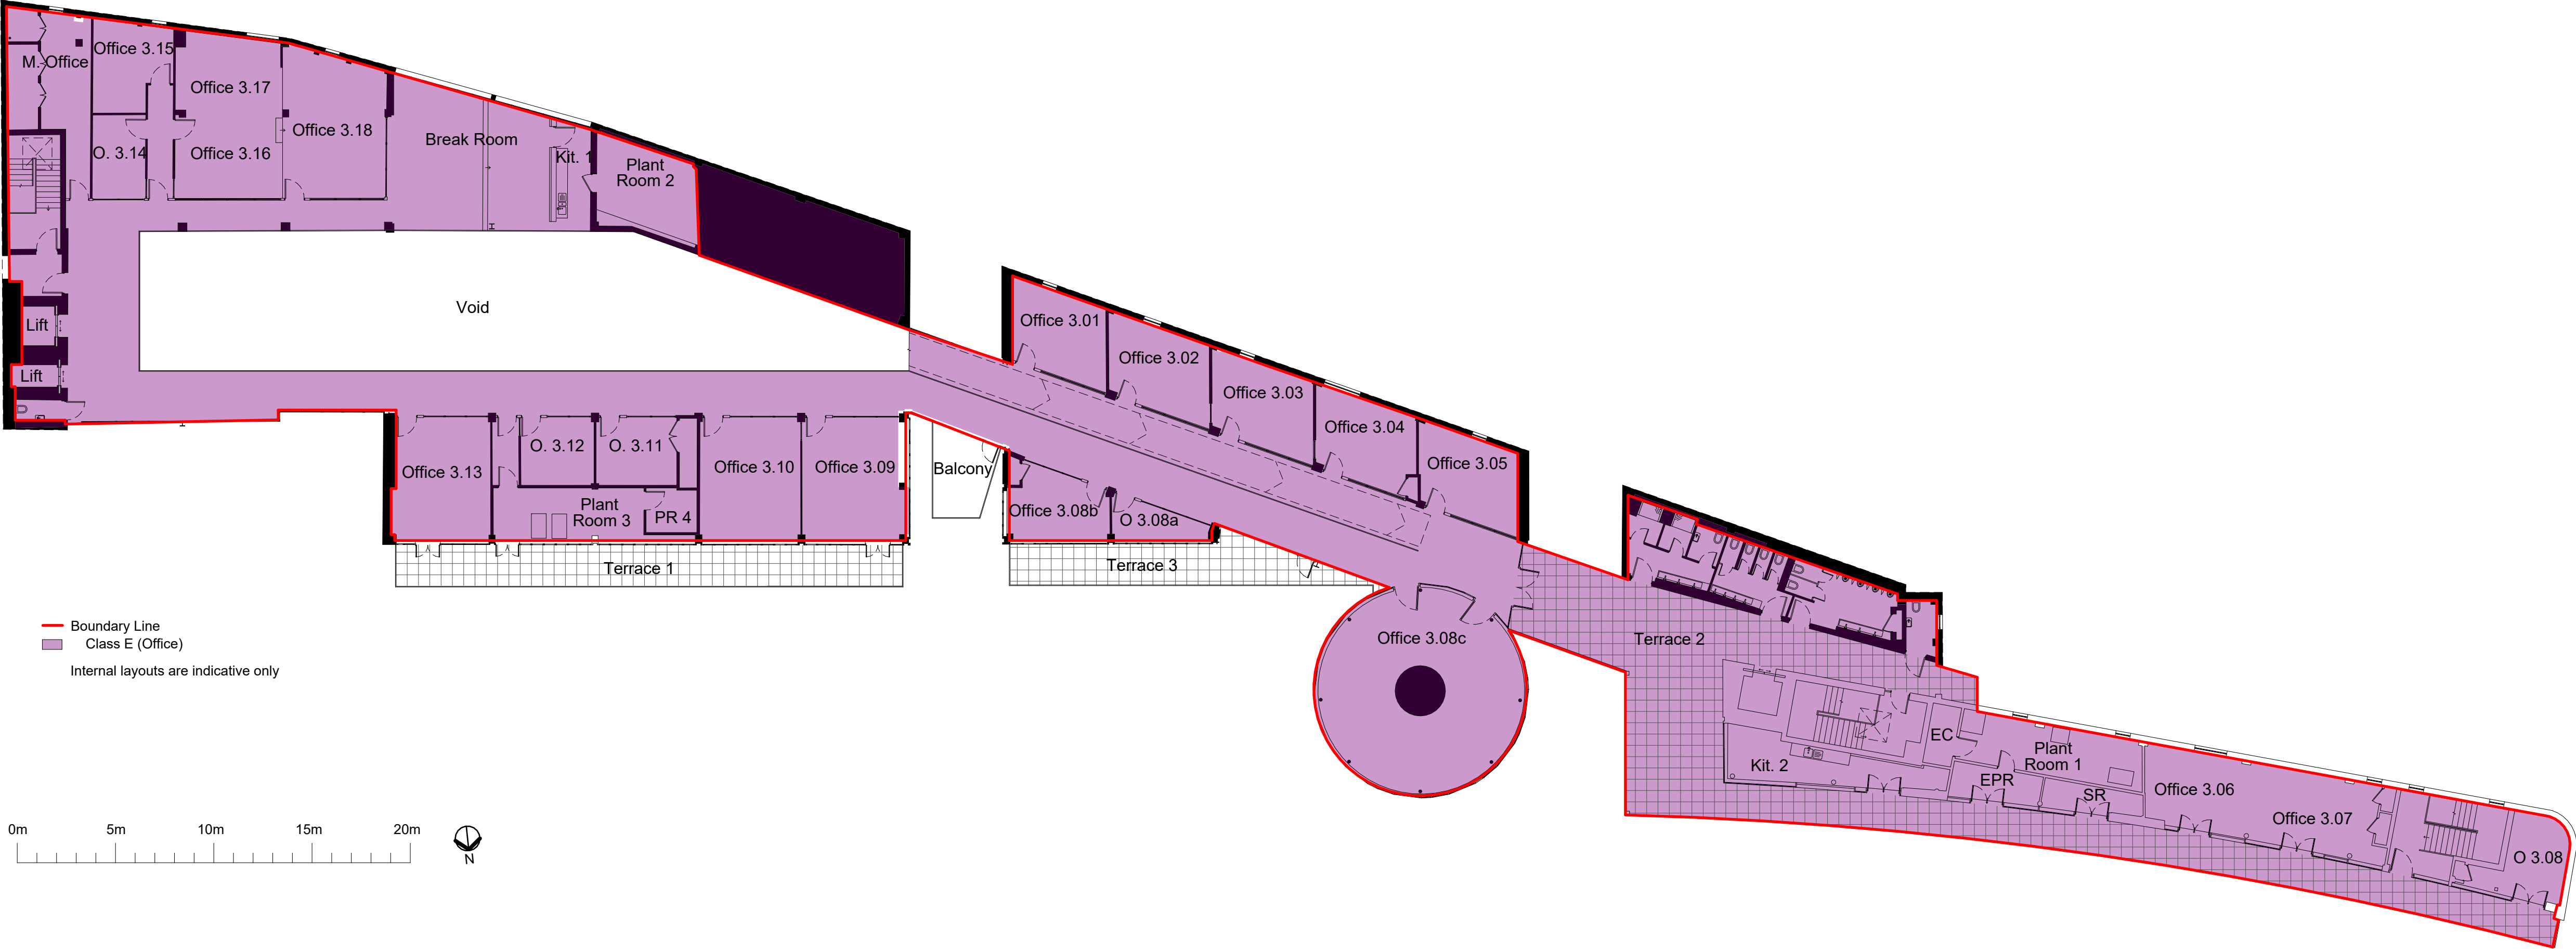 M. Office
Office 3.15
Office 3.17
Office 3.18
O. 3.14
Office 3.16
Break Room
Kit. 1
Plant
Room 2
Void
Lift
Lift
Office 3.01
Office 3.02
Office 3.03
Office 3.04
Office 3.05
Office 3.13
O. 3.12
O. 3.11
Office 3.10
Office 3.09
Plant
Room 3
PR 4
Balcony
Office 3.08b
O 3.08a
Terrace 1
Terrace 3
Office 3.08c
Terrace 2
Boundary Line
Class E (Office)
Internal layouts are indicative only
EC
Plant
Room 1
Kit. 2
EPR
SR
Office 3.06
Office 3.07
O 3.08
0m 5m 10m 15m 20m
N